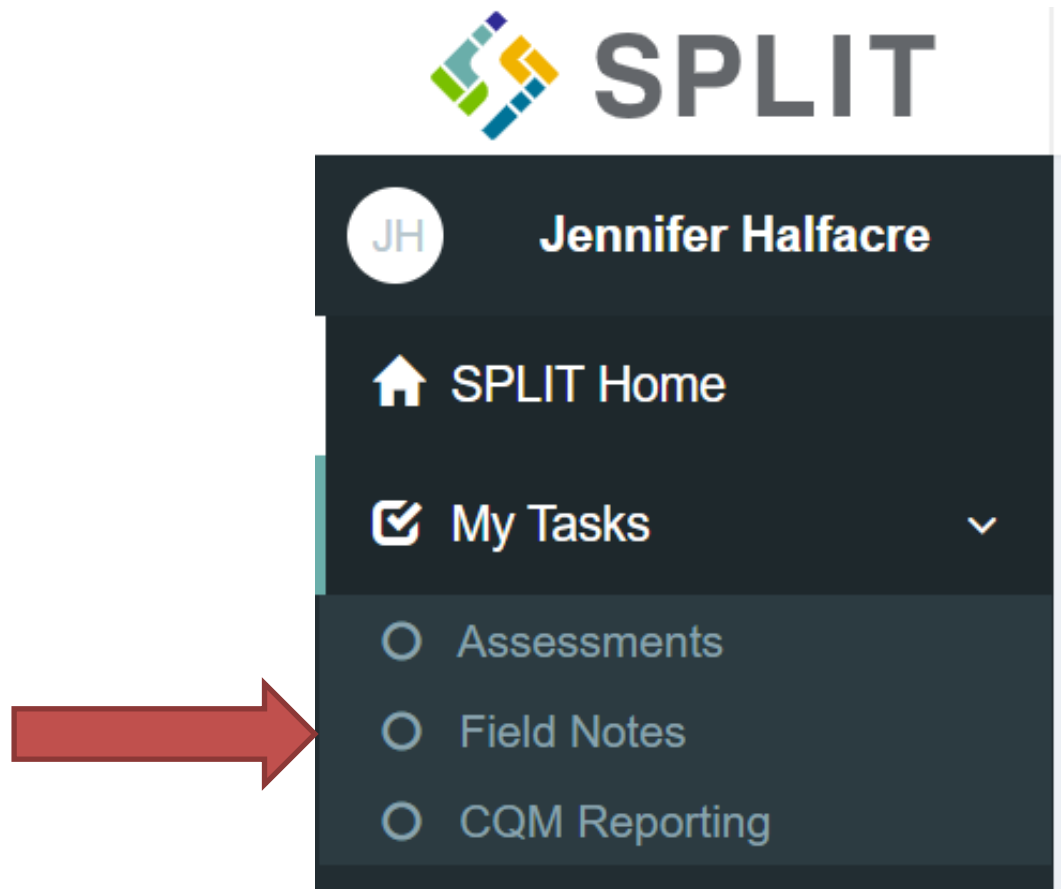 SPLIT
JH Jennifer Halfacre
SPLIT Home
My Tasks
Assessments
Field Notes
CQM Reporting